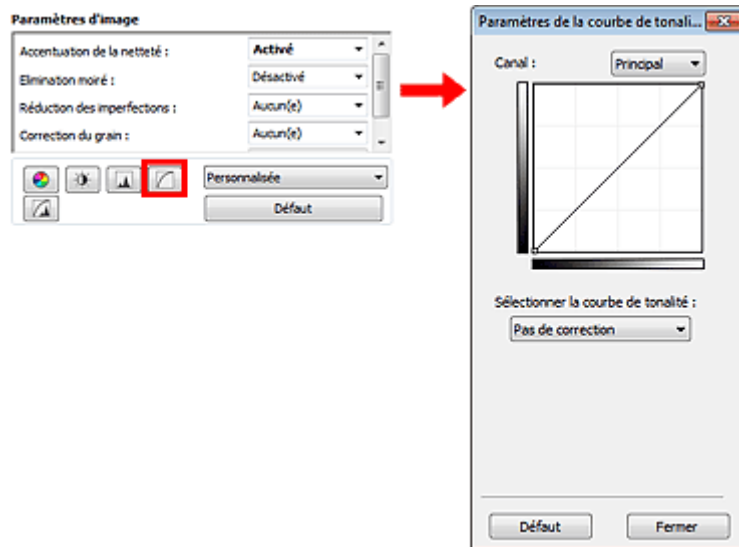 Paramètres d'image
Accentuation de la netteté : Activé
Elimination moiré : Désactivé
Réduction des imperfections : Aucun(e)
Correction du grain : Aucun(e)
Personnalisée
Défaut
Paramètres de la courbe de tonali...
Canal : Principal
Sélectionner la courbe de tonalité :
Pas de correction
Défaut Fermer